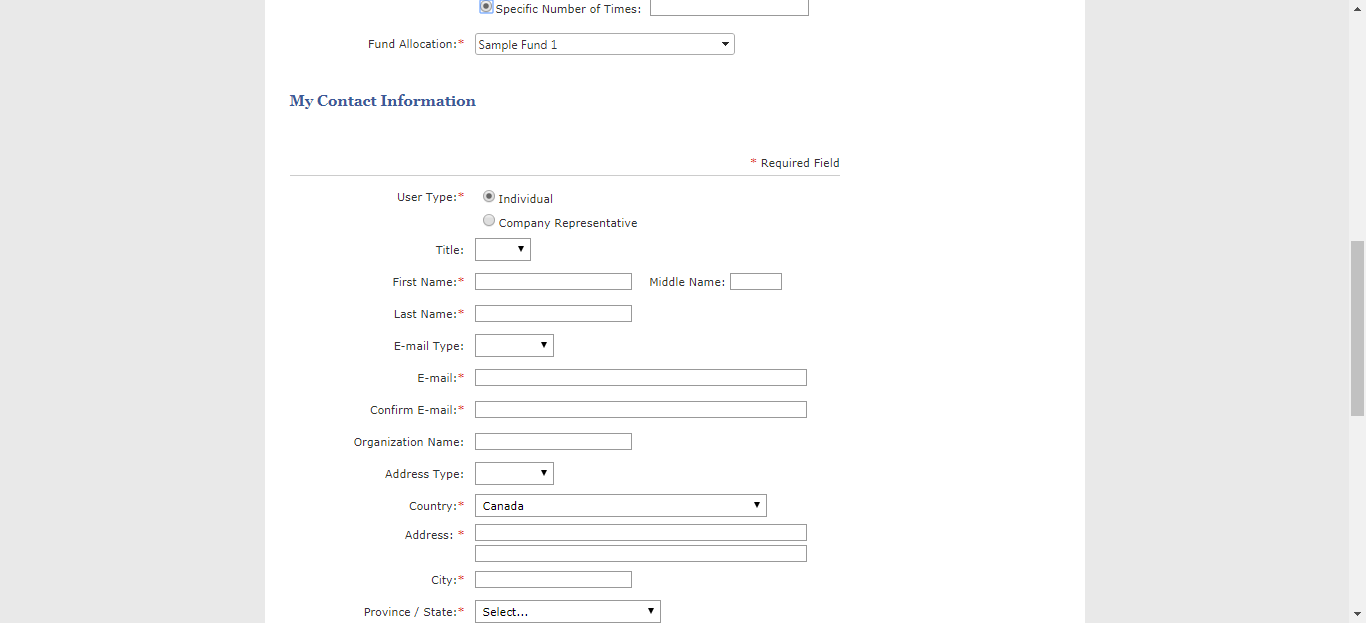 Specific Number of Times:
Fund Allocation:* Sample Fund 1
My Contact Information
* Required Field
User Type:* Individual
Company Representative
Title:
First Name:* Middle Name:
Last Name:*
E-mail Type:
E-mail:*
Confirm E-mail:*
Organization Name:
Address Type:
Country:* Canada
Address: *
City:*
Province / State:* Select...